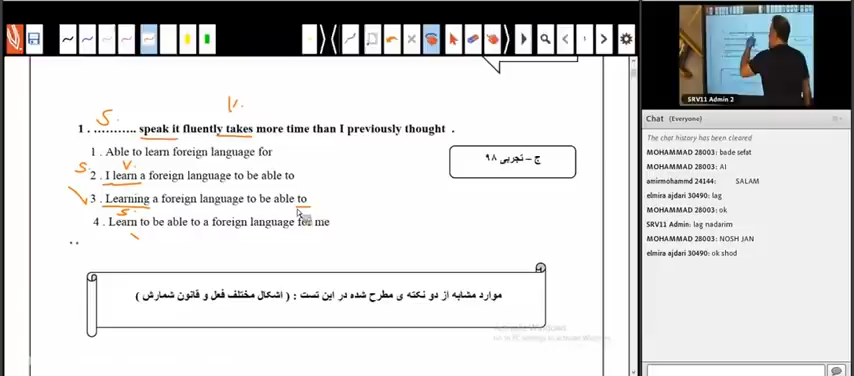 S.
V.
1 . ........... speak it fluently takes more time than I previously thought .
1 . Able to learn foreign language for
S. V.
2 . I learn a foreign language to be able to
3 . Learning a foreign language to be able to
S.
4 . Learn to be able to a foreign language for me
ج – تجربی ۹۸
موارد مشابه از دو نکته ی مطرح شده در این تست : ( اشکال مختلف فعل و قانون شمارش )
Activate Windows
SRV11 Admin 2
Chat (Everyone)
The chat history has been cleared
MOHAMMAD 28003: bade sefat
MOHAMMAD 28003: AI
amirmohammd 24144: SALAM
elmira ajdari 30490: lag
MOHAMMAD 28003: ok
SRV11 Admin: lag nadarim
MOHAMMAD 28003: NOSH JAN
elmira ajdari 30490: ok shod